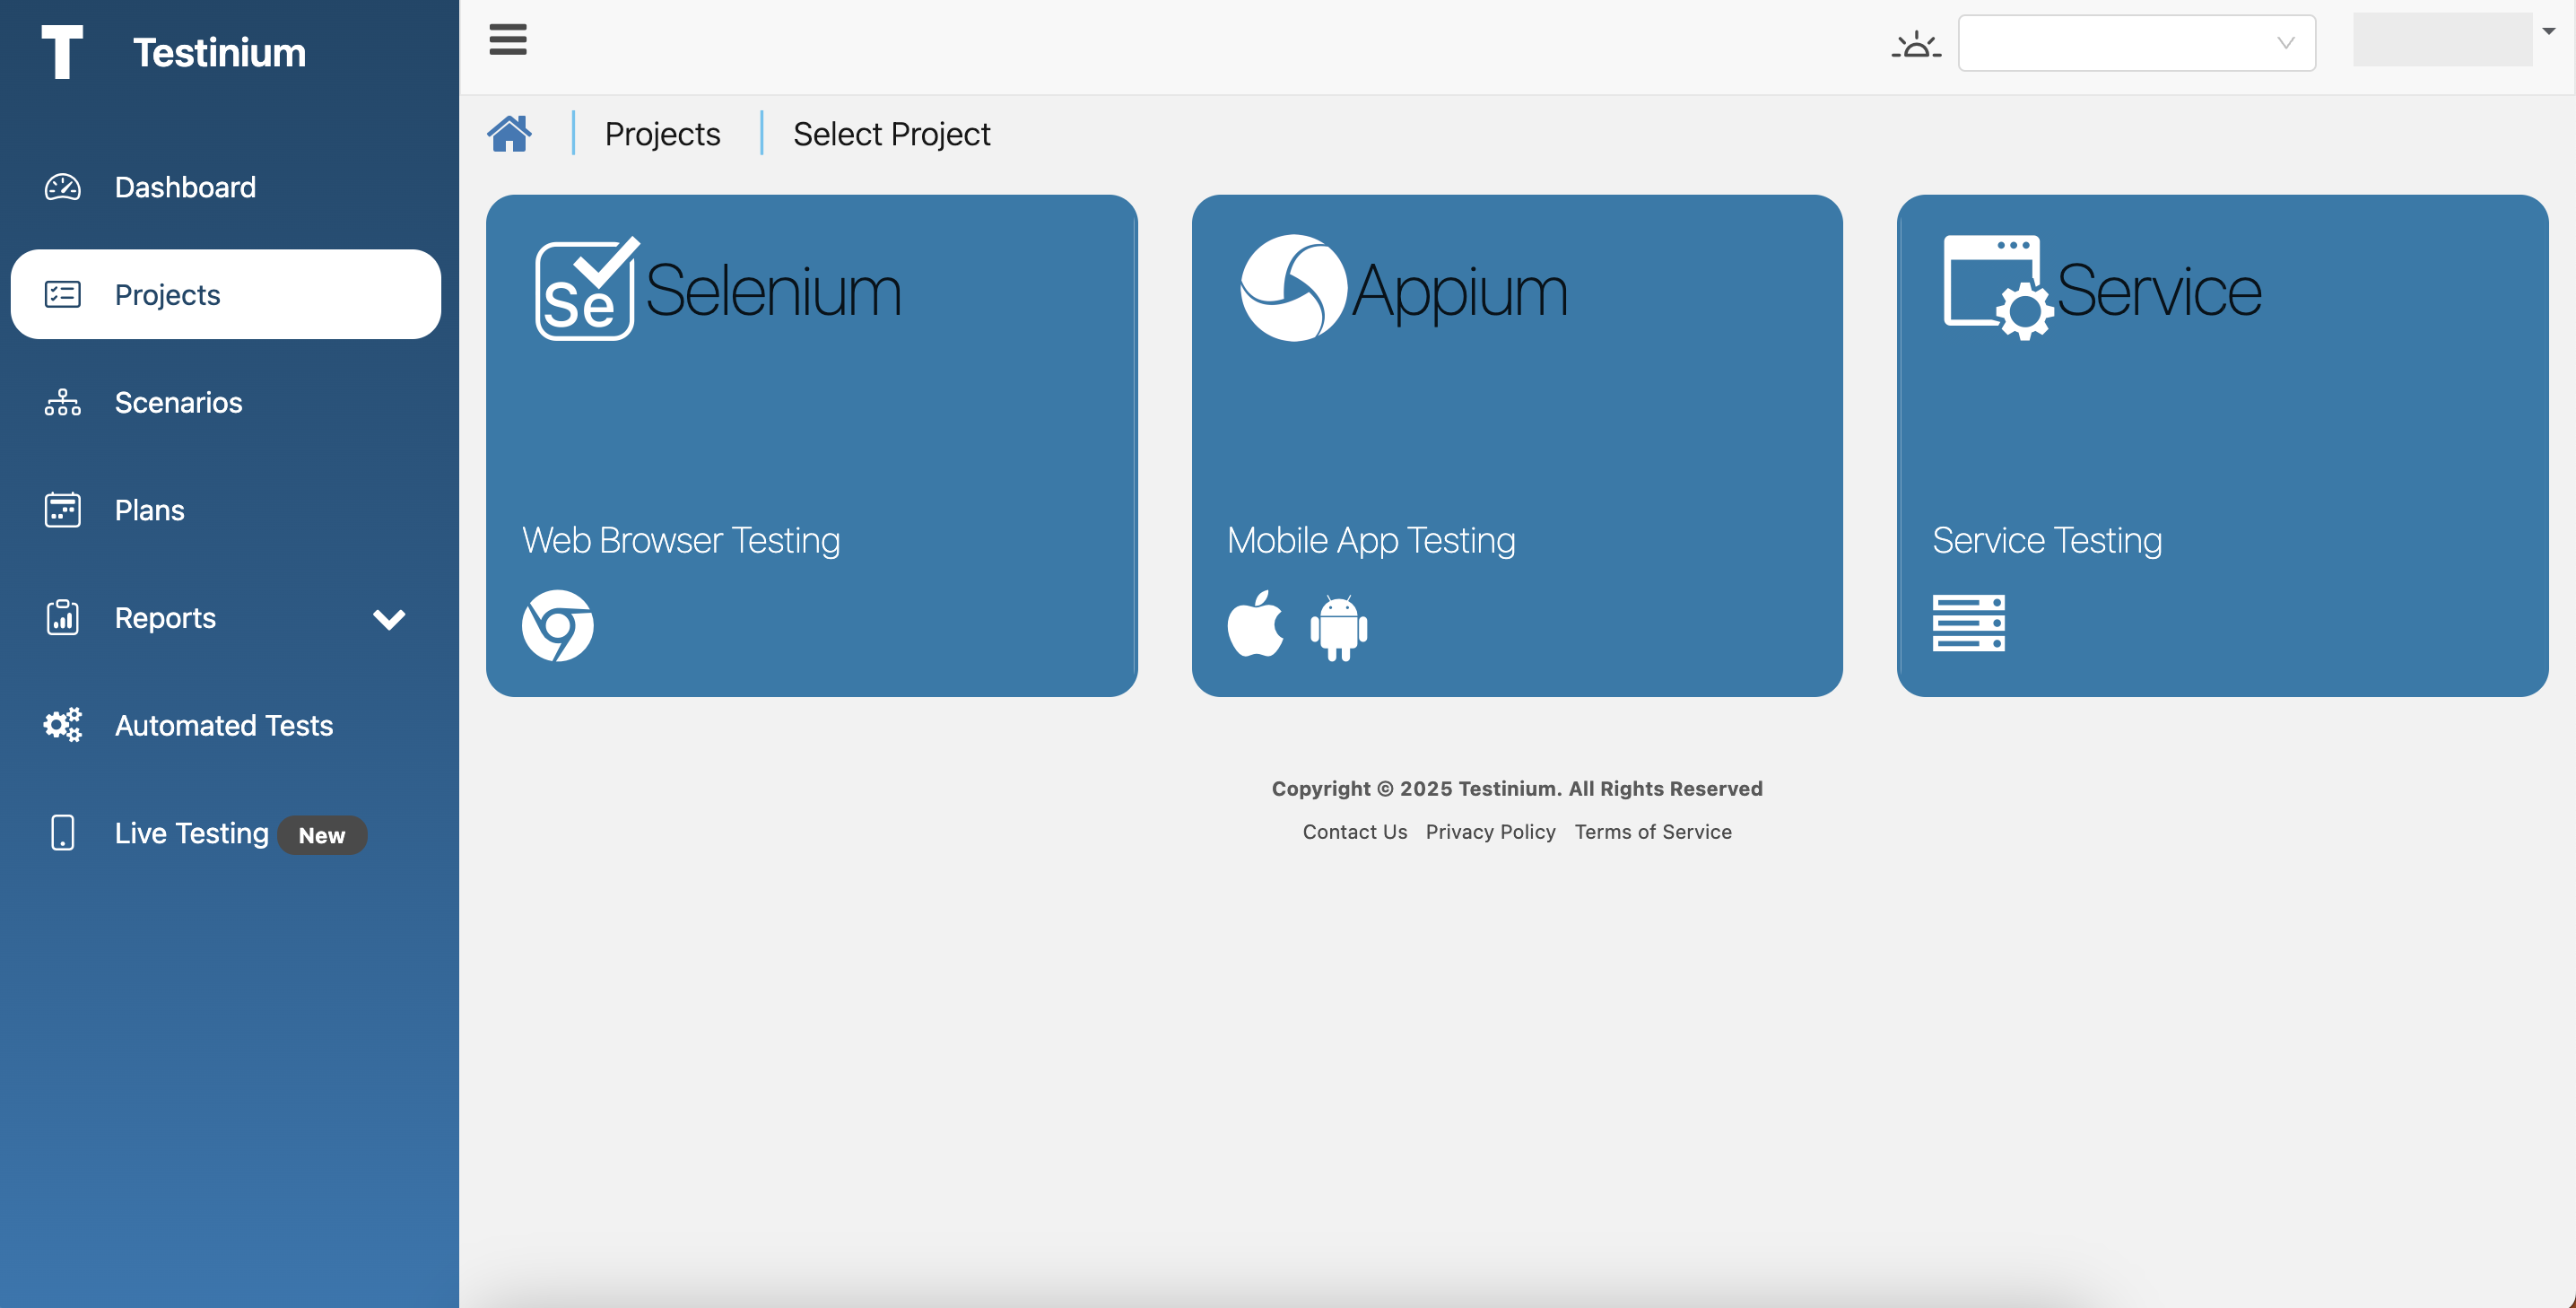 T Testinium
Dashboard
Projects
Scenarios
Plans
Reports
Automated Tests
Live Testing New
Projects
Select Project
Se Selenium
Web Browser Testing
Appium
Mobile App Testing
Service
Service Testing
Copyright © 2025 Testinium. All Rights Reserved
Contact Us Privacy Policy Terms of Service